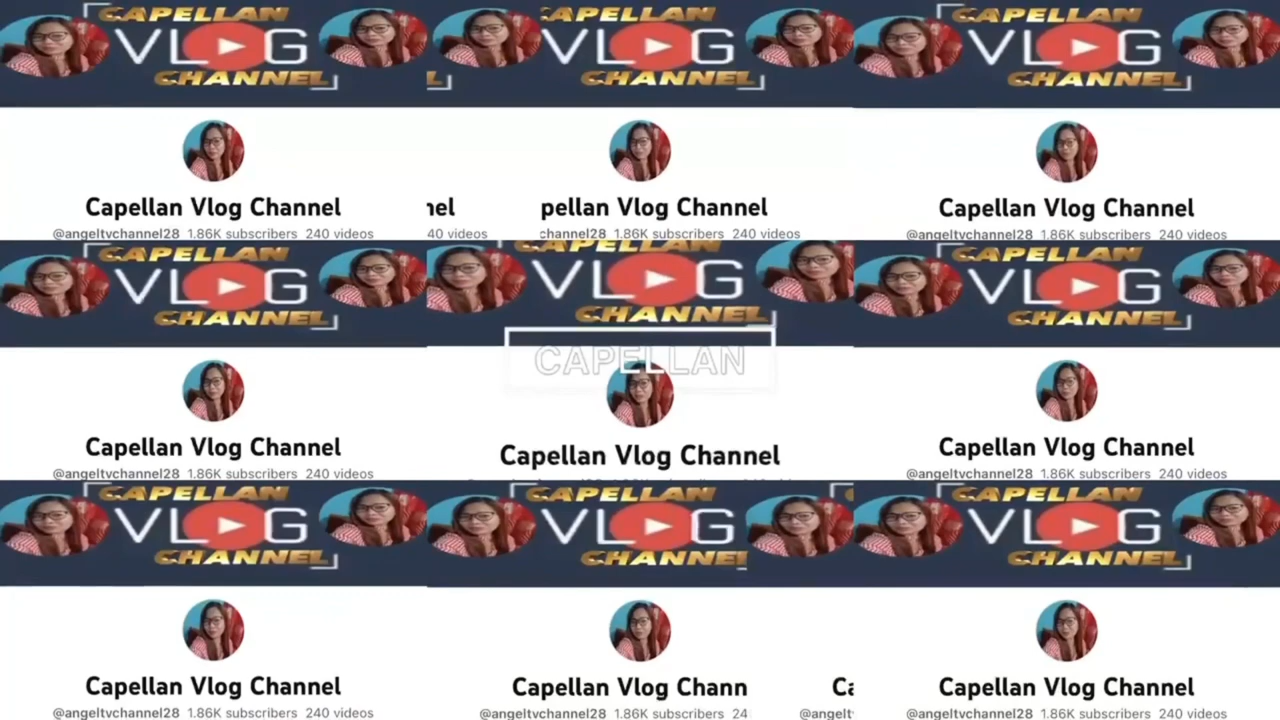 CAPELLAN
VLOG
CHANNEL
Capellan Vlog Channel
@angeltvchannel28 1.86K subscribers 240 videos
CAPELLAN
VLOG
CHANNEL
nel pellan Vlog Channel
40 videos channel28 1.86K subscribers 240 videos
CAPELLAN
VLOG
CHANNEL
Capellan Vlog Channel
@angeltvchannel28 1.86K subscribers 240 videos
CAPELLAN
VLOG
CHANNEL
Capellan Vlog Channel
@angeltvchannel28 1.86K subscribers 240 videos
CAPELLAN
VLOG
CHANNEL
CAPELLAN
Capellan Vlog Channel
CAPELLAN
VLOG
CHANNEL
Capellan Vlog Channel
@angeltvchannel28 1.86K subscribers 240 videos
CAPELLAN
VLOG
CHANNEL
Capellan Vlog Channel
@angeltvchannel28 1.86K subscribers 240 videos
CAPELLAN
VLOG
CHANNEL
Capellan Vlog Chann Ca
@angeltvchannel28 1.86K subscribers 24 @angelt
CAPELLAN
VLOG
CHANNEL
Capellan Vlog Channel
@angeltvchannel28 1.86K subscribers 240 videos